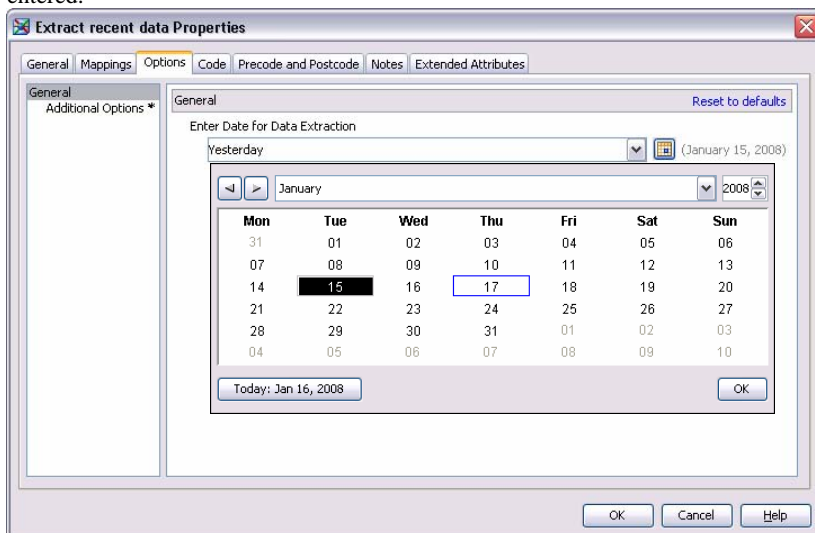 entered.
Extract recent data Properties
General Mappings Options Code Precode and Postcode Notes Extended Attributes
General
Additional Options *
General Reset to defaults
Enter Date for Data Extraction
Yesterday (January 15, 2008)
January 2008
Mon Tue Wed Thu Fri Sat Sun
31 01 02 03 04 05 06
07 08 09 10 11 12 13
14 15 16 17 18 19 20
21 22 23 24 25 26 27
28 29 30 31 01 02 03
04 05 06 07 08 09 10
Today: Jan 16, 2008 OK
OK Cancel Help